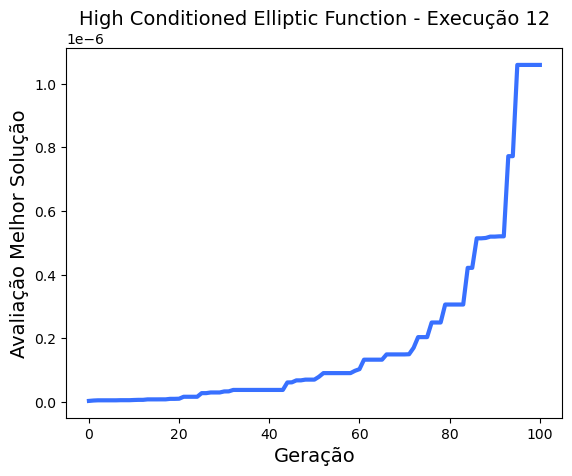 High Conditioned Elliptic Function - Execução 12
1e−6
Avaliação Melhor Solução
1.0
0.8
0.6
0.4
0.2
0.0
0 20 40 60 80 100
Geração